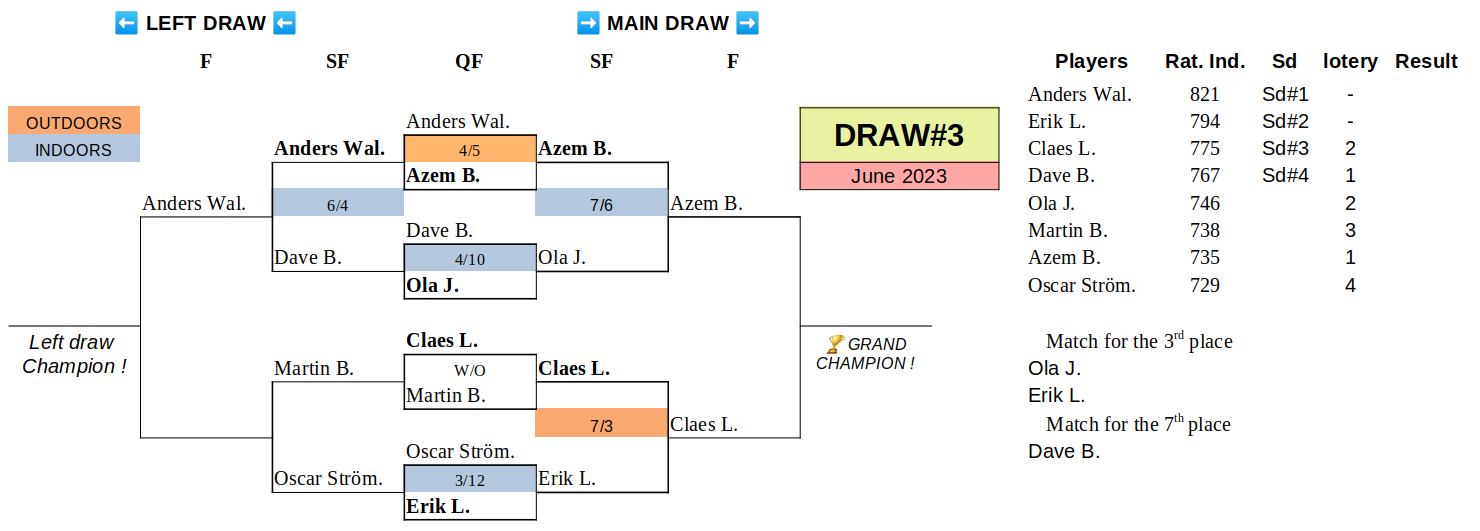 ⬅️ LEFT DRAW ⬅️ ➡️ MAIN DRAW ➡️
F SF QF SF F Players Rat. Ind. Sd lotery Result
Anders Wal. 821 Sd#1 -
OUTDOORS Anders Wal. DRAW#3 Erik L. 794 Sd#2 -
INDOORS Anders Wal. 4/5 Azem B. Claes L. 775 Sd#3 2
Azem B. June 2023 Dave B. 767 Sd#4 1
Anders Wal. 6/4 7/6 Azem B. Ola J. 746 2
Dave B. Martin B. 738 3
Dave B. 4/10 Ola J. Azem B. 735 1
Ola J. Oscar Ström. 729 4
Left draw Claes L. 🏆 GRAND Match for the 3rd place
Champion ! Martin B. W/O Claes L. CHAMPION ! Ola J.
Martin B. Erik L.
7/3 Claes L. Match for the 7th place
Oscar Ström. Dave B.
Oscar Ström. 3/12 Erik L.
Erik L.